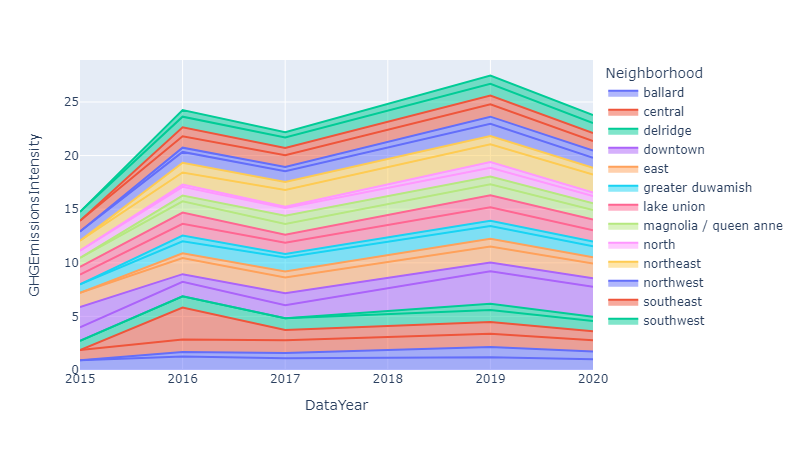 Neighborhood
ballard
central
delridge
downtown
east
greater duwamish
lake union
magnolia / queen anne
north
northeast
northwest
southeast
southwest
GHGEmissionsIntensity
25
20
15
10
5
0
2015 2016 2017 2018 2019 2020
DataYear